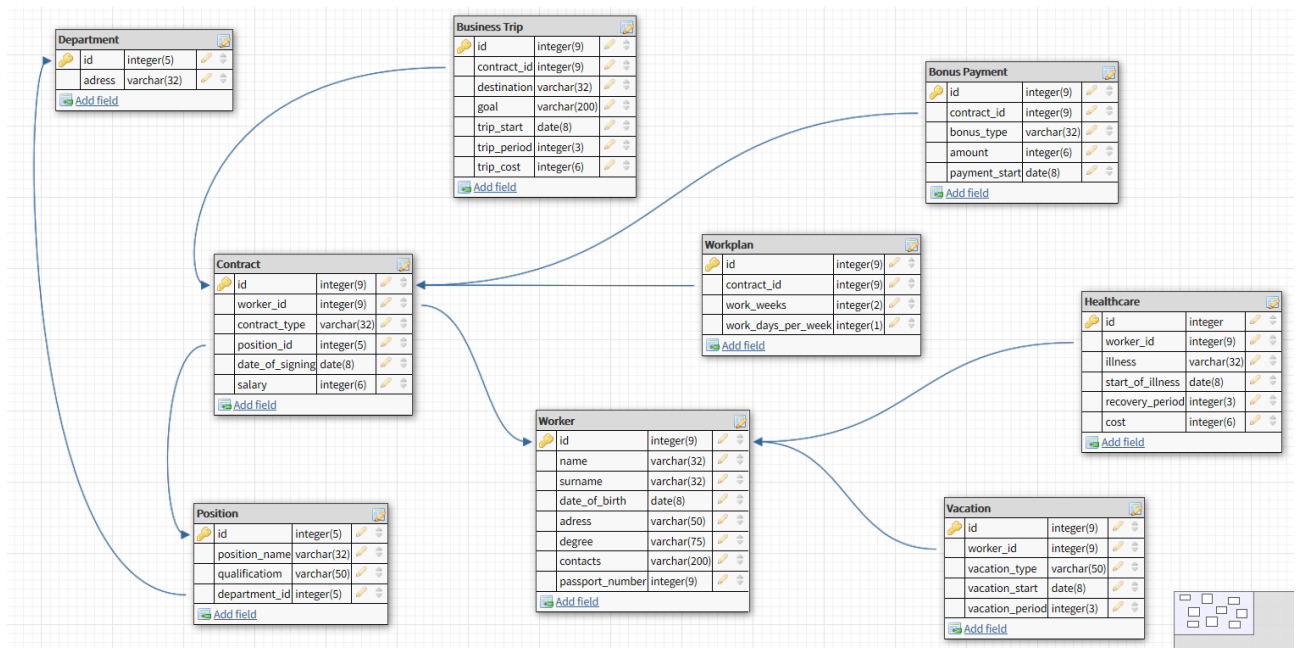 Department
id integer(5)
adress varchar(32)
Add field
Business Trip
id integer(9)
contract_id integer(9)
destination varchar(32)
goal varchar(200)
trip_start date(8)
trip_period integer(3)
trip_cost integer(6)
Add field
Bonus Payment
id integer(9)
contract_id integer(9)
bonus_type varchar(32)
amount integer(6)
payment_start date(8)
Add field
Contract
id integer(9)
worker_id integer(9)
contract_type varchar(32)
position_id integer(5)
date_of_signing date(8)
salary integer(6)
Add field
Workplan
id integer(9)
contract_id integer(9)
work_weeks integer(2)
work_days_per_week integer(1)
Add field
Healthcare
id integer
worker_id integer(9)
illness varchar(32)
start_of_illness date(8)
recovery_period integer(3)
cost integer(6)
Add field
Worker
id integer(9)
name varchar(32)
surname varchar(32)
date_of_birth date(8)
adress varchar(50)
degree varchar(75)
contacts varchar(200)
passport_number integer(9)
Add field
Position
id integer(5)
position_name varchar(32)
qualificatiom varchar(50)
department_id integer(5)
Add field
Vacation
id integer(9)
worker_id integer(9)
vacation_type varchar(50)
vacation_start date(8)
vacation_period integer(3)
Add field